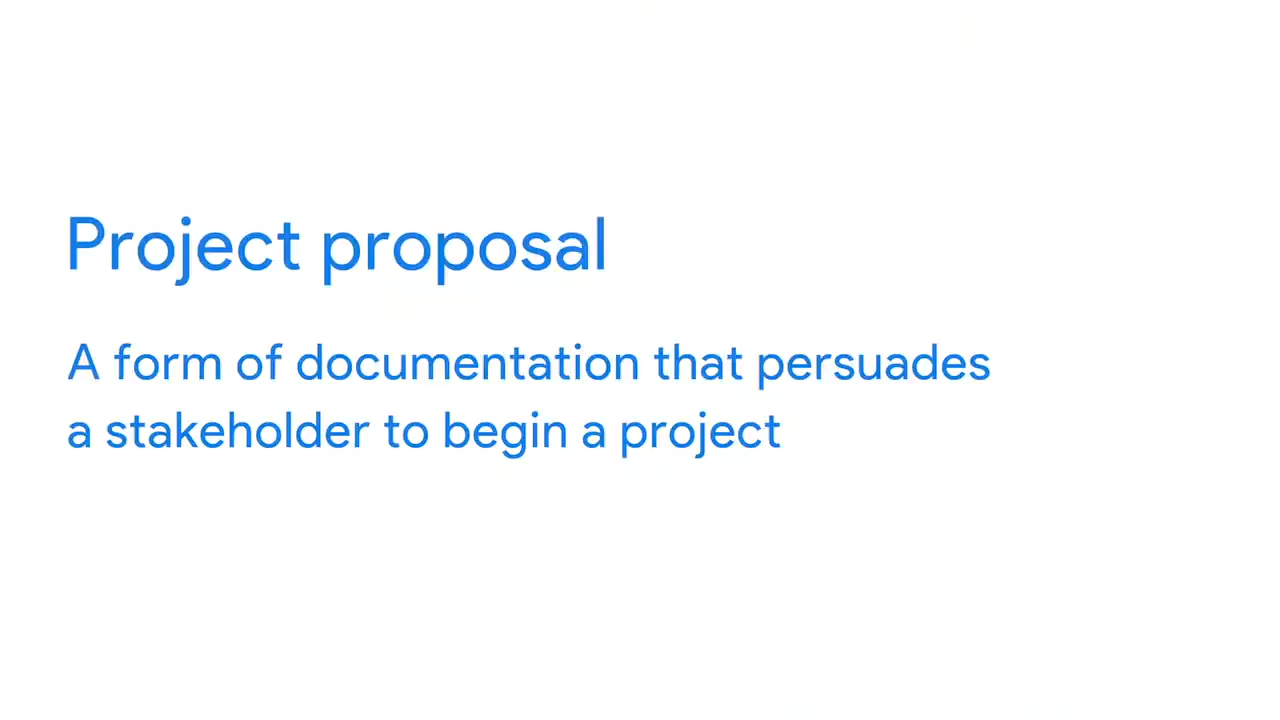 Project proposal
A form of documentation that persuades
a stakeholder to begin a project